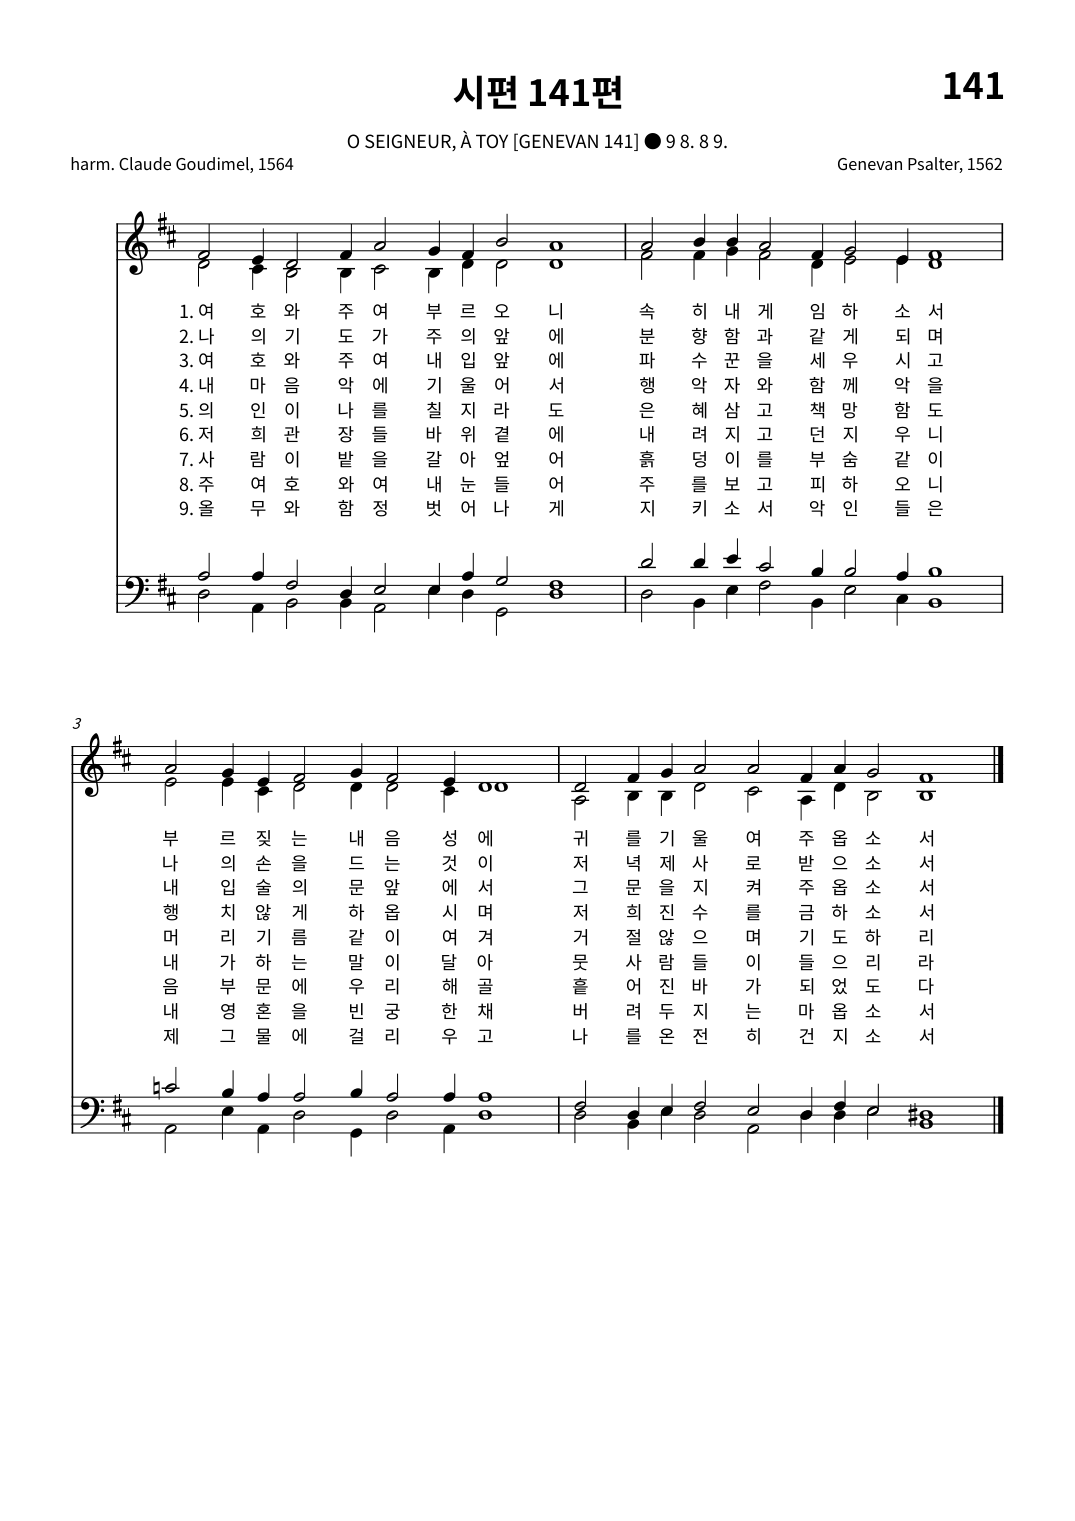 시편 141편
141
O SEIGNEUR, À TOY [GENEVAN 141] ● 9 8. 8 9.
harm. Claude Goudimel, 1564
Genevan Psalter, 1562
1. 여 호 와 주 여 부 르 오 니 속 히 내 게 임 하 소 서
2. 나 의 기 도 가 주 의 앞 에 분 향 함 과 같 게 되 며
3. 여 호 와 주 여 내 입 앞 에 파 수 꾼 을 세 우 시 고
4. 내 마 음 악 에 기 울 어 서 행 악 자 와 함 께 악 을
5. 의 인 이 나 를 칠 지 라 도 은 혜 삼 고 책 망 함 도
6. 저 희 관 장 들 바 위 곁 에 내 려 지 고 던 지 우 니
7. 사 람 이 밭 을 갈 아 엎 어 흙 덩 이 를 부 숨 같 이
8. 주 여 호 와 여 내 눈 들 어 주 를 보 고 피 하 오 니
9. 올 무 와 함 정 벗 어 나 게 지 키 소 서 악 인 들 은
3
부 르 짖 는 내 음 성 에 귀 를 기 울 여 주 옵 소 서
나 의 손 을 드 는 것 이 저 녁 제 사 로 받 으 소 서
내 입 술 의 문 앞 에 서 그 문 을 지 켜 주 옵 소 서
행 치 않 게 하 옵 시 며 저 희 진 수 를 금 하 소 서
머 리 기 름 같 이 여 겨 거 절 않 으 며 기 도 하 리
내 가 하 는 말 이 달 아 뭇 사 람 들 이 들 으 리 라
음 부 문 에 우 리 해 골 흩 어 진 바 가 되 었 도 다
내 영 혼 을 빈 궁 한 채 버 려 두 지 는 마 옵 소 서
제 그 물 에 걸 리 우 고 나 를 온 전 히 건 지 소 서